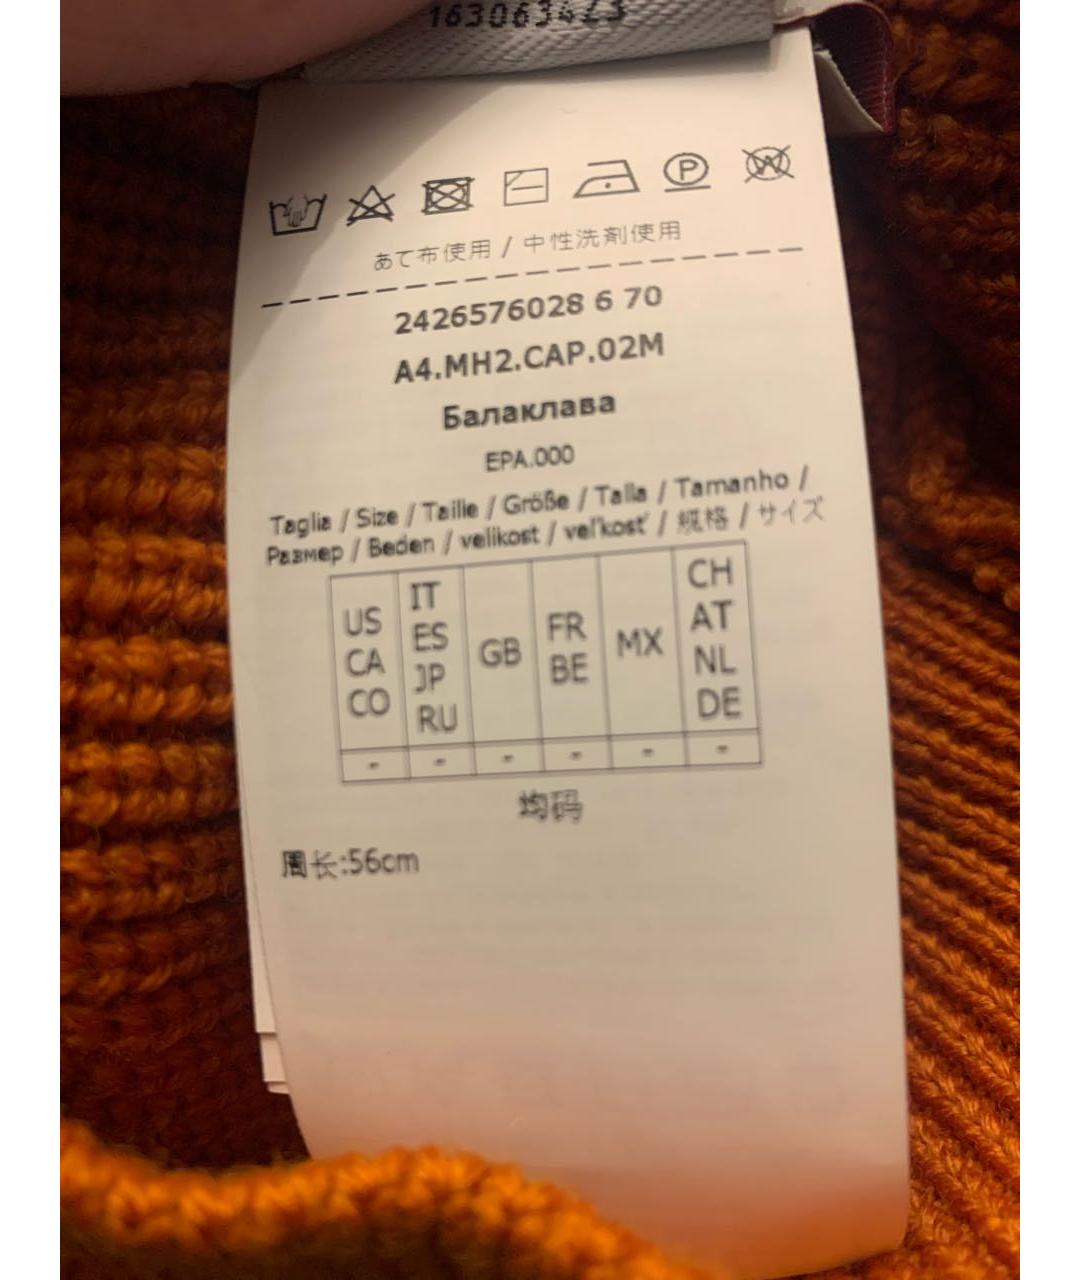 163063423
P
W
あて布使用 / 中性洗剤使用
2426576028 6 70
A4.MH2.CAP.02M
Балаклава
EPA.000
Taglia / Size / Taille / Größe / Talla / Tamanho /
Размер / Beden / velikost / veľkosť / 规格 / サイズ
US CA CO
IT ES JP RU
GB
FR BE
MX
CH AT NL DE
- - - - - -
均码
周长:56cm